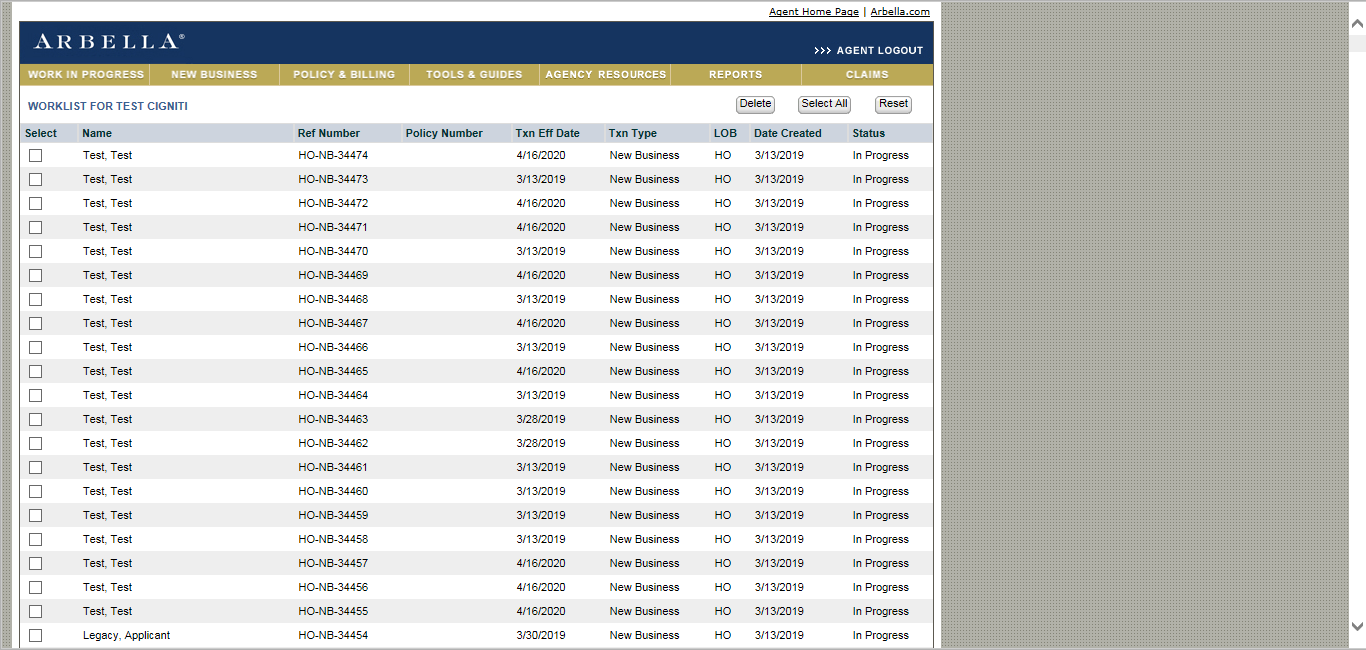 Agent Home Page | Arbella.com
ARBELLA®
>>> AGENT LOGOUT
WORK IN PROGRESS NEW BUSINESS POLICY & BILLING TOOLS & GUIDES AGENCY RESOURCES REPORTS CLAIMS
WORKLIST FOR TEST CIGNITI Delete Select All Reset
Select Name Ref Number Policy Number Txn Eff Date Txn Type LOB Date Created Status
Test, Test HO-NB-34474 4/16/2020 New Business HO 3/13/2019 In Progress
Test, Test HO-NB-34473 3/13/2019 New Business HO 3/13/2019 In Progress
Test, Test HO-NB-34472 4/16/2020 New Business HO 3/13/2019 In Progress
Test, Test HO-NB-34471 4/16/2020 New Business HO 3/13/2019 In Progress
Test, Test HO-NB-34470 3/13/2019 New Business HO 3/13/2019 In Progress
Test, Test HO-NB-34469 4/16/2020 New Business HO 3/13/2019 In Progress
Test, Test HO-NB-34468 3/13/2019 New Business HO 3/13/2019 In Progress
Test, Test HO-NB-34467 4/16/2020 New Business HO 3/13/2019 In Progress
Test, Test HO-NB-34466 3/13/2019 New Business HO 3/13/2019 In Progress
Test, Test HO-NB-34465 4/16/2020 New Business HO 3/13/2019 In Progress
Test, Test HO-NB-34464 3/13/2019 New Business HO 3/13/2019 In Progress
Test, Test HO-NB-34463 3/28/2019 New Business HO 3/13/2019 In Progress
Test, Test HO-NB-34462 3/28/2019 New Business HO 3/13/2019 In Progress
Test, Test HO-NB-34461 3/13/2019 New Business HO 3/13/2019 In Progress
Test, Test HO-NB-34460 3/13/2019 New Business HO 3/13/2019 In Progress
Test, Test HO-NB-34459 3/13/2019 New Business HO 3/13/2019 In Progress
Test, Test HO-NB-34458 3/13/2019 New Business HO 3/13/2019 In Progress
Test, Test HO-NB-34457 4/16/2020 New Business HO 3/13/2019 In Progress
Test, Test HO-NB-34456 4/16/2020 New Business HO 3/13/2019 In Progress
Test, Test HO-NB-34455 4/16/2020 New Business HO 3/13/2019 In Progress
Legacy, Applicant HO-NB-34454 3/30/2019 New Business HO 3/13/2019 In Progress